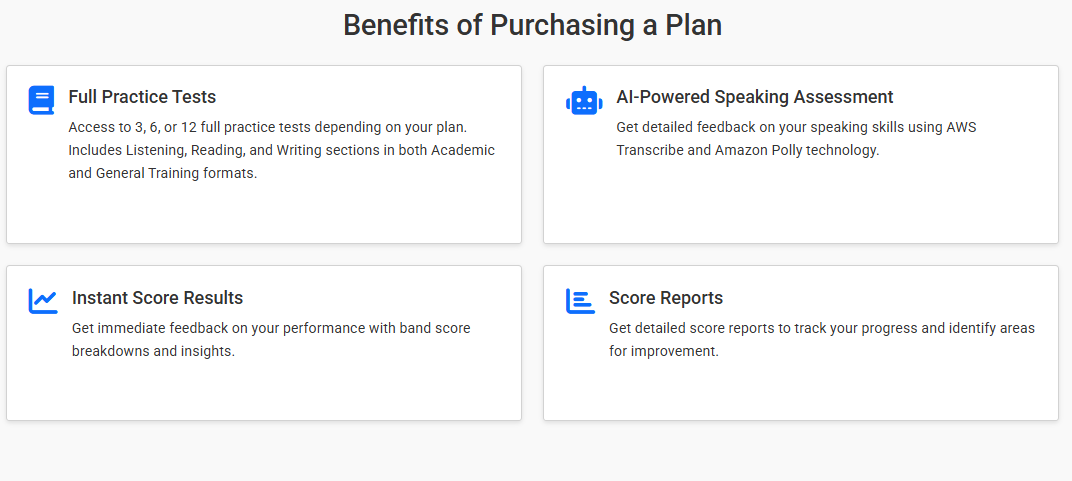 Benefits of Purchasing a Plan
Full Practice Tests
Access to 3, 6, or 12 full practice tests depending on your plan.
Includes Listening, Reading, and Writing sections in both Academic
and General Training formats.
AI-Powered Speaking Assessment
Get detailed feedback on your speaking skills using AWS
Transcribe and Amazon Polly technology.
Instant Score Results
Get immediate feedback on your performance with band score
breakdowns and insights.
Score Reports
Get detailed score reports to track your progress and identify areas
for improvement.